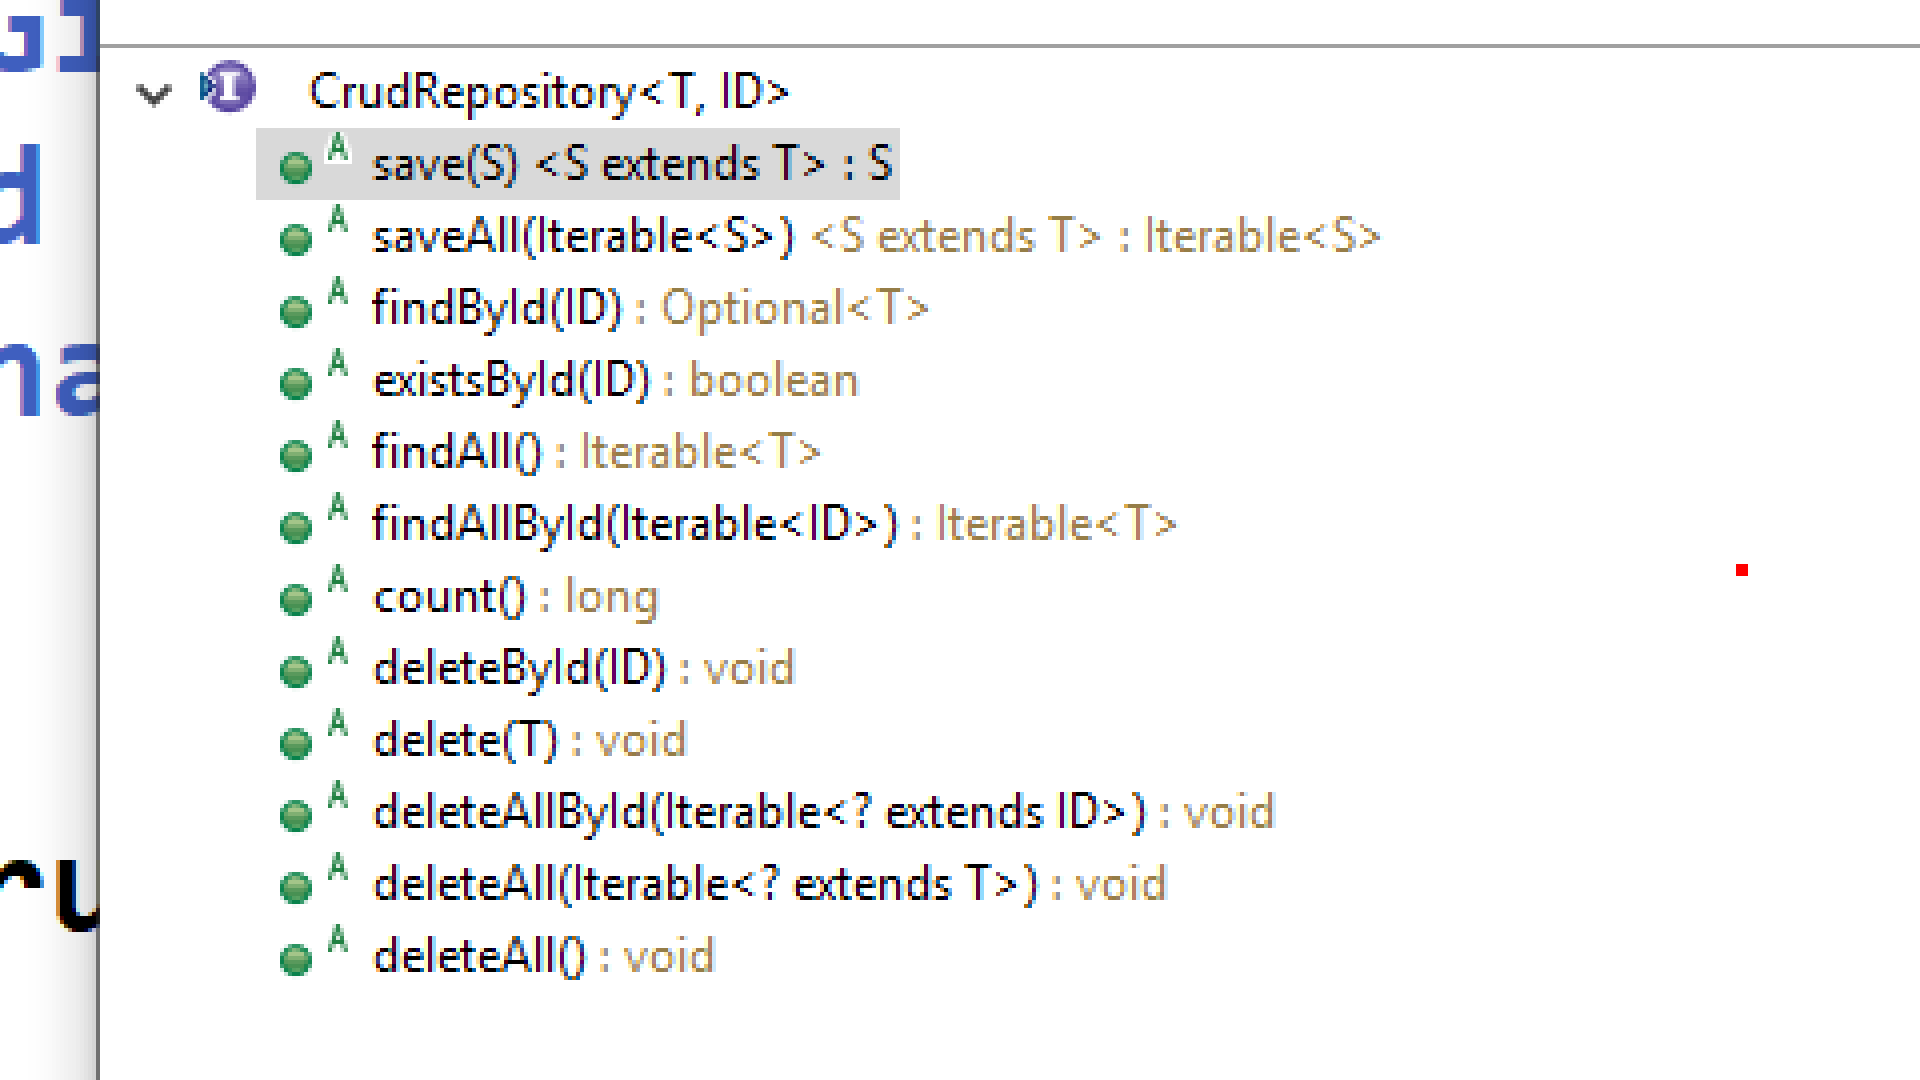 CrudRepository<T, ID>
A save(S) <S extends T> : S
A saveAll(Iterable<S>) <S extends T> : Iterable<S>
A findById(ID) : Optional<T>
A existsById(ID) : boolean
A findAll() : Iterable<T>
A findAllById(Iterable<ID>) : Iterable<T>
A count() : long
A deleteById(ID) : void
A delete(T) : void
A deleteAllById(Iterable<? extends ID>) : void
A deleteAll(Iterable<? extends T>) : void
A deleteAll() : void